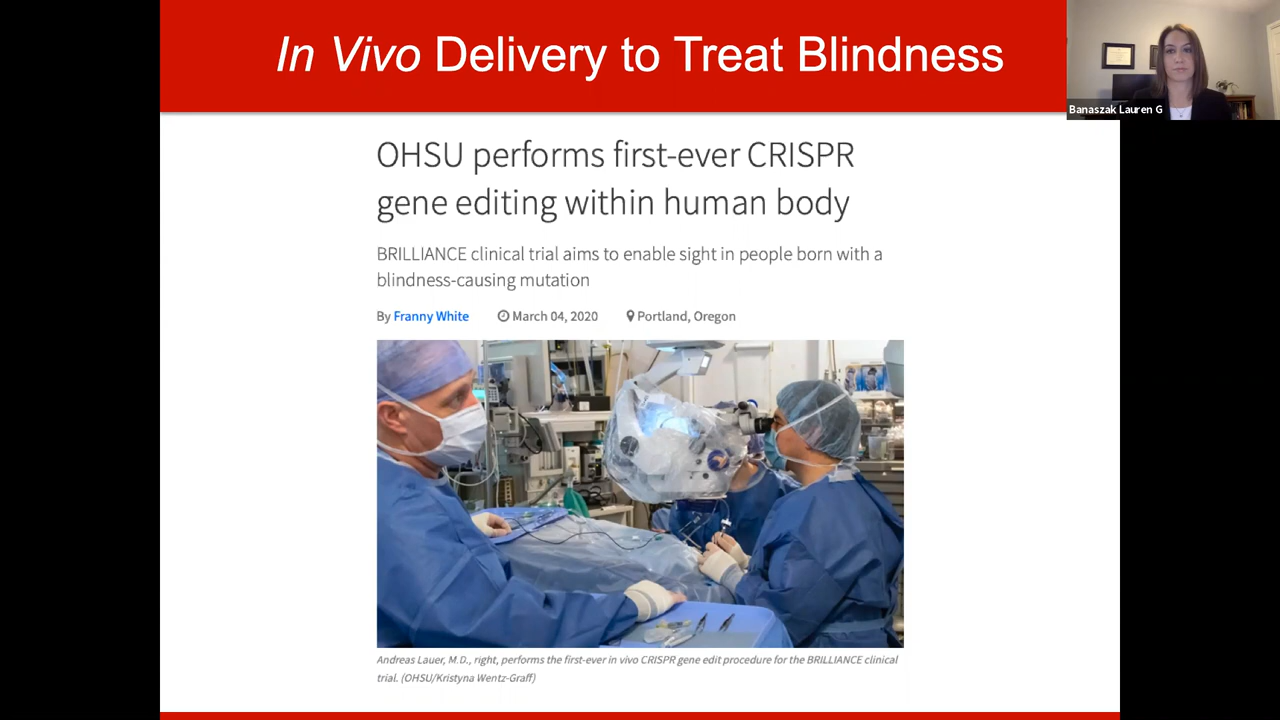 In Vivo Delivery to Treat Blindness
Banaszak Lauren G
OHSU performs first-ever CRISPR
gene editing within human body
BRILLIANCE clinical trial aims to enable sight in people born with a
blindness-causing mutation
By Franny White March 04, 2020 Portland, Oregon
Andreas Lauer, M.D., right, performs the first-ever in vivo CRISPR gene edit procedure for the BRILLIANCE clinical
trial. (OHSU/Kristyna Wentz-Graff)